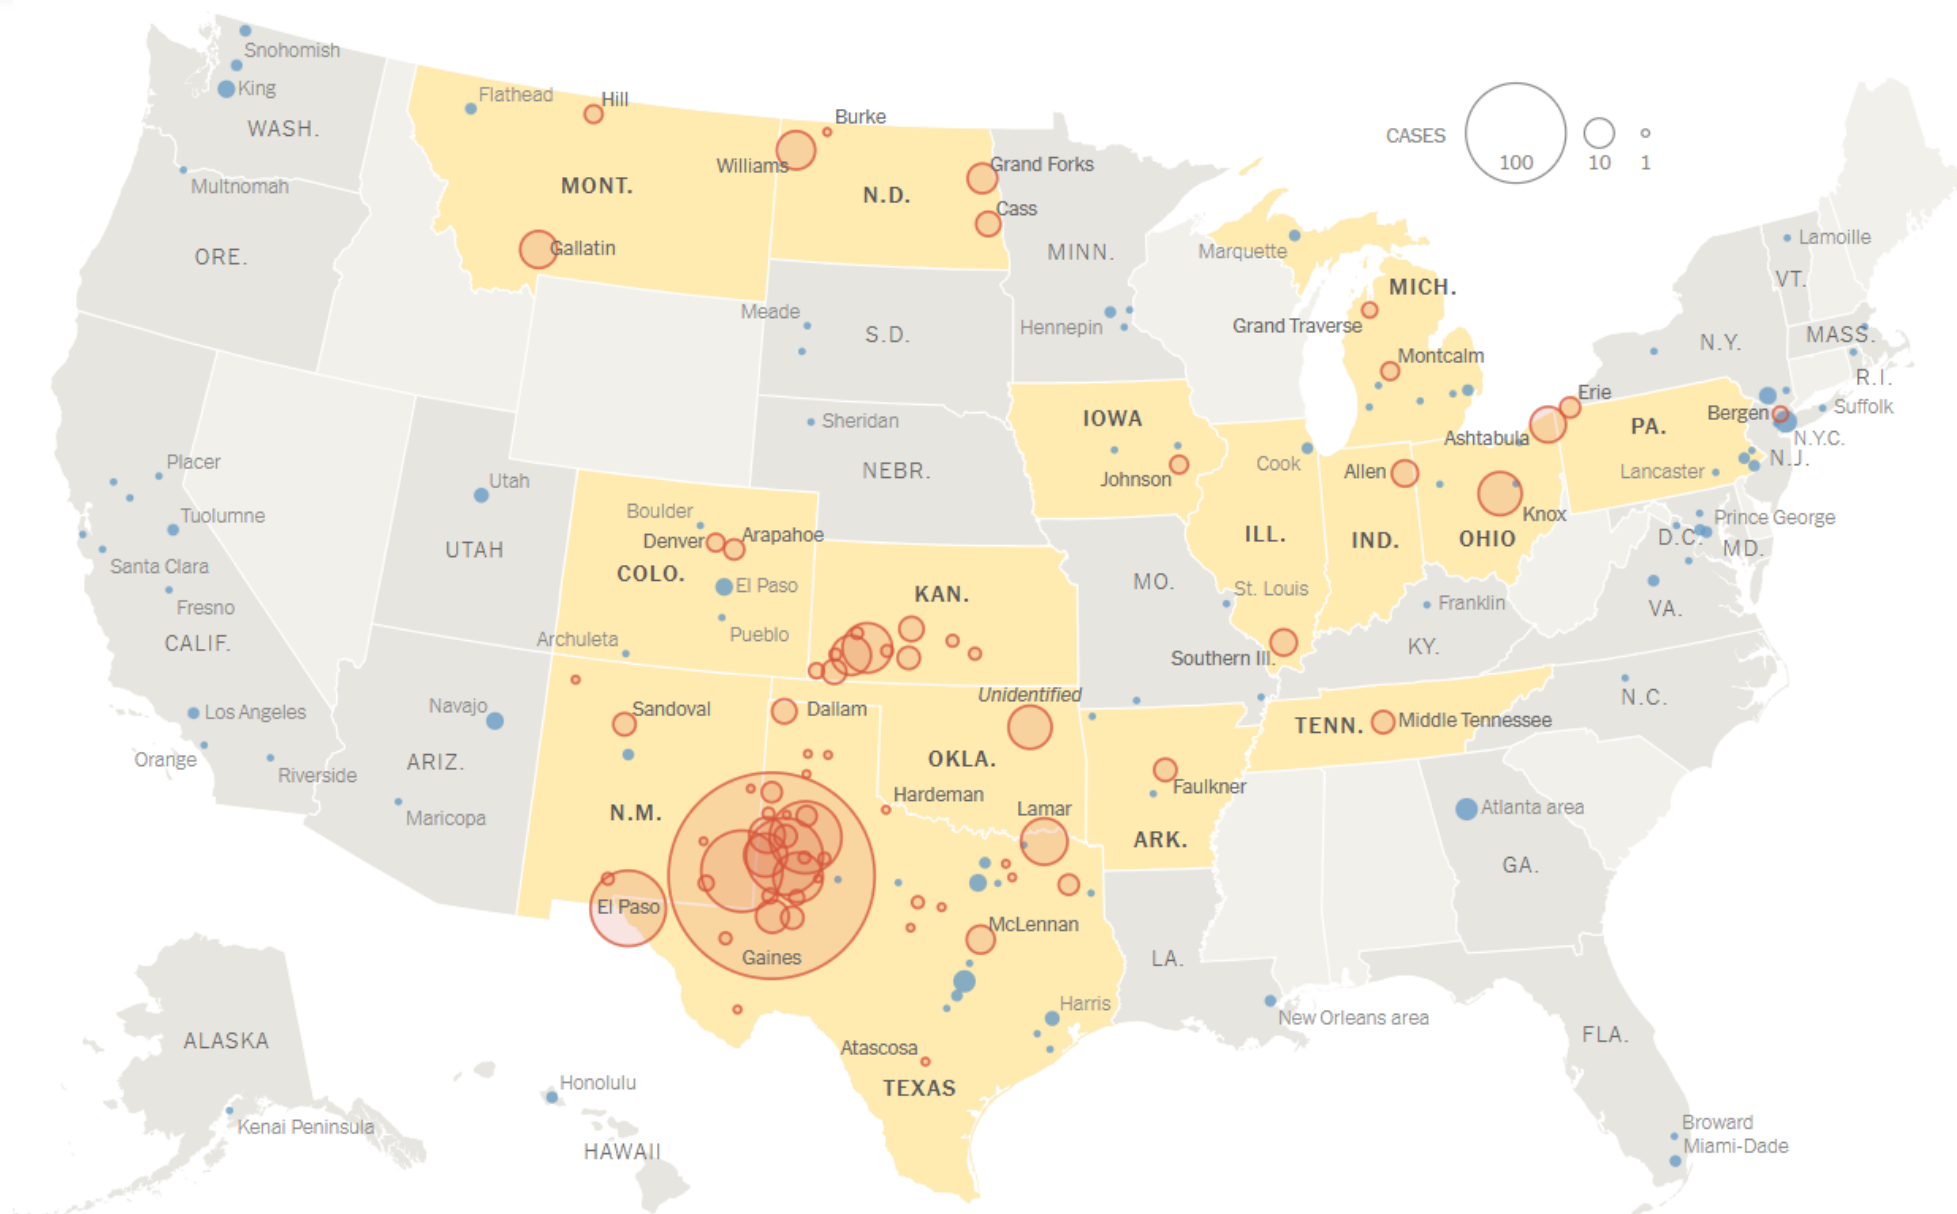 Snohomish
King
WASH.
Multnomah
ORE.
Flathead
Hill
MONT.
Gallatin
Burke
Williams
N.D.
Grand Forks
Cass
MINN.
Hennepin
Meade
S.D.
Sheridan
NEBR.
CASES
100
10
1
Marquette
MICH.
Grand Traverse
Montcalm
Lamoille
VT.
N.Y.
MASS.
R.I.
Suffolk
Erie
Bergen
N.Y.C.
PA.
N.J.
Lancaster
Ashtabula
Allen
Knox
IND.
OHIO
IOWA
Johnson
Cook
ILL.
St. Louis
Southern Ill.
MO.
Prince George
D.C.
MD.
VA.
Franklin
KY.
N.C.
Placer
Tuolumne
Santa Clara
Fresno
CALIF.
Los Angeles
Orange
Riverside
Utah
UTAH
Boulder
Denver
Arapahoe
COLO.
El Paso
Pueblo
Archuleta
KAN.
Navajo
ARIZ.
Maricopa
Sandoval
N.M.
Dallam
Unidentified
OKLA.
Hardeman
Lamar
Faulkner
ARK.
TENN.
Middle Tennessee
Atlanta area
GA.
El Paso
Gaines
McLennan
LA.
Harris
New Orleans area
Atascosa
TEXAS
FLA.
Broward
Miami-Dade
ALASKA
Kenai Peninsula
Honolulu
HAWAII